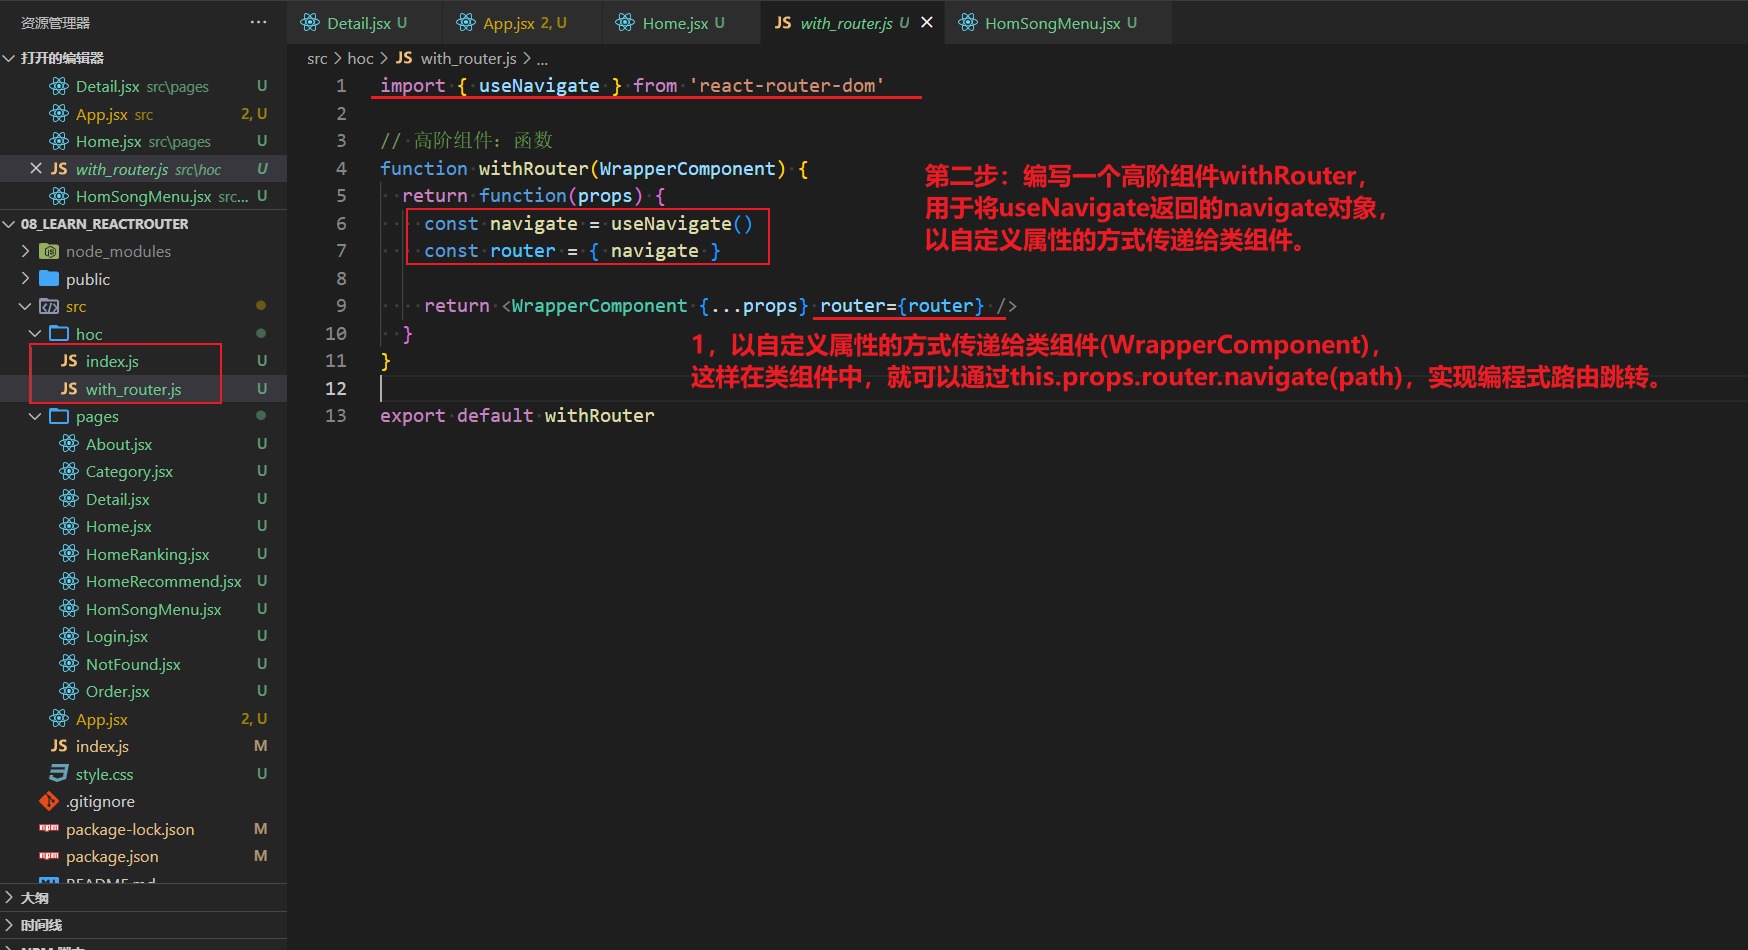 资源管理器 ···
打开的编辑器
Detail.jsx src\pages U
App.jsx src 2, U
Home.jsx src\pages U
with_router.js src\hoc U
HomSongMenu.jsx src... U
08_LEARN_REACTROUTER
node_modules
public
src
hoc
JS index.js U
JS with_router.js U
pages
About.jsx U
Category.jsx U
Detail.jsx U
Home.jsx U
HomeRanking.jsx U
HomeRecommend.jsx U
HomSongMenu.jsx U
Login.jsx U
NotFound.jsx U
Order.jsx U
App.jsx 2, U
JS index.js M
style.css U
.gitignore
package-lock.json M
package.json M
README.md
大纲
时间线
NPM 脚本
Detail.jsx U App.jsx 2, U Home.jsx U JS with_router.js U HomSongMenu.jsx U
src > hoc > JS with_router.js > ...
1 import { useNavigate } from 'react-router-dom'
2
3 // 高阶组件: 函数
4 function withRouter(WrapperComponent) {
5 return function(props) {
6 const navigate = useNavigate()
7 const router = { navigate }
8
9 return <WrapperComponent {...props} router={router} />
10 }
11 }
12
13 export default withRouter
第二步：编写一个高阶组件withRouter，
用于将useNavigate返回的navigate对象，
以自定义属性的方式传递给类组件。
1，以自定义属性的方式传递给类组件(WrapperComponent)，
这样在类组件中，就可以通过this.props.router.navigate(path)，实现编程式路由跳转。